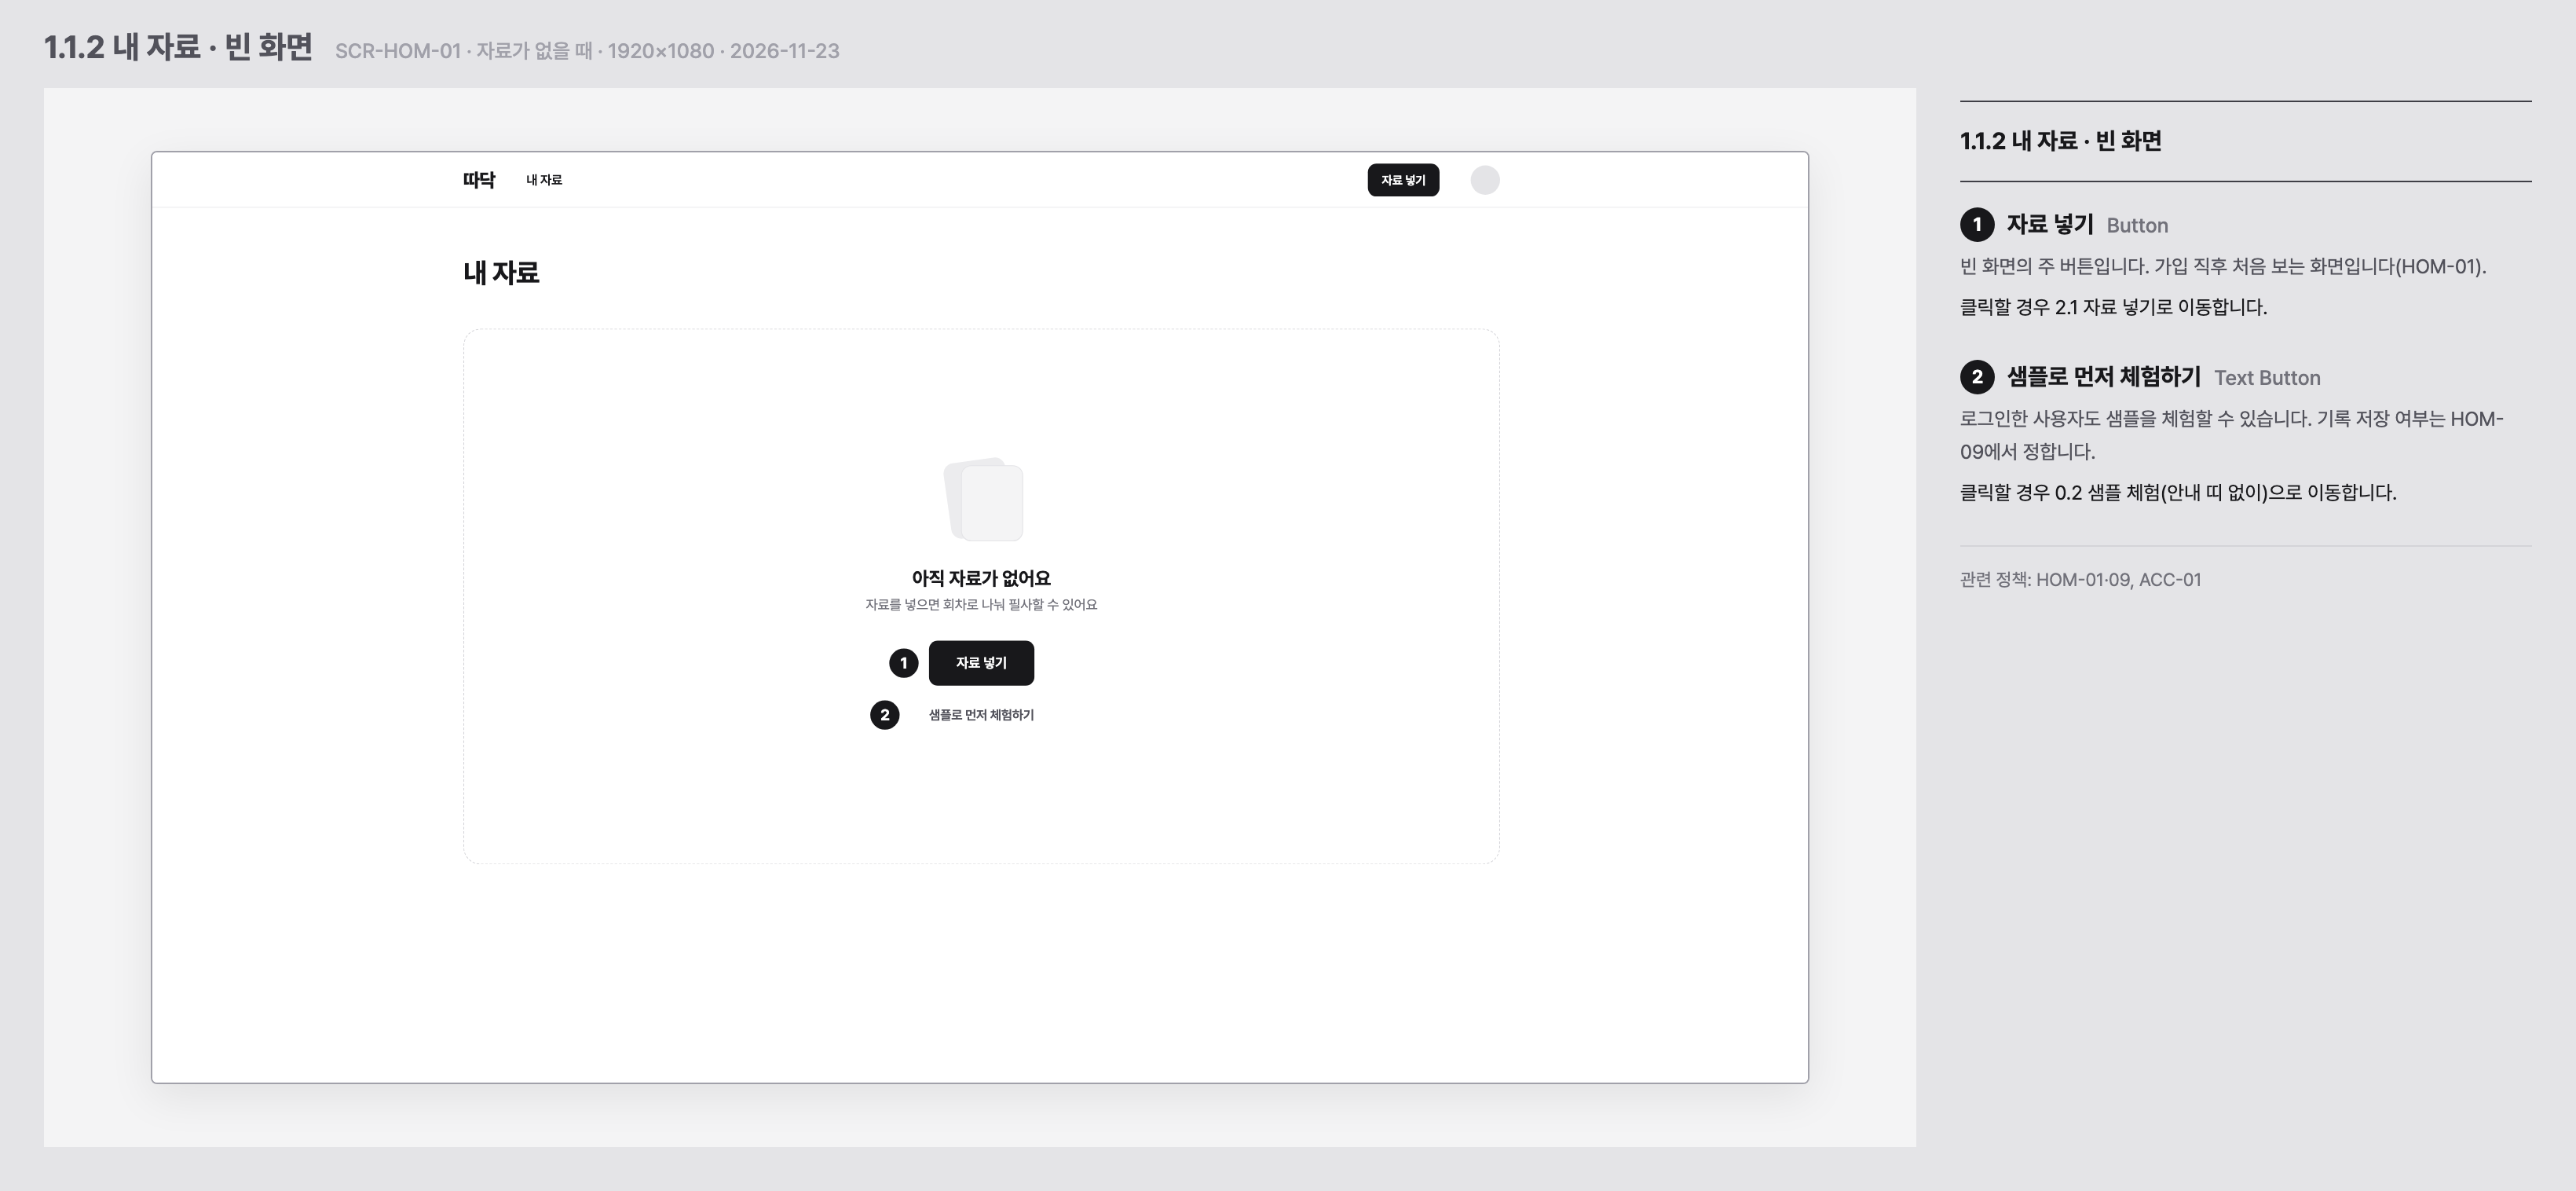 1.1.2 내 자료 · 빈 화면 SCR-HOM-01 · 자료가 없을 때 · 1920×1080 · 2026-11-23
따닥 내 자료 자료 넣기
내 자료
아직 자료가 없어요
자료를 넣으면 회차로 나눠 필사할 수 있어요
1 자료 넣기
2 샘플로 먼저 체험하기
1.1.2 내 자료 · 빈 화면
1 자료 넣기 Button
빈 화면의 주 버튼입니다. 가입 직후 처음 보는 화면입니다(HOM-01).
클릭할 경우 2.1 자료 넣기로 이동합니다.
2 샘플로 먼저 체험하기 Text Button
로그인한 사용자도 샘플을 체험할 수 있습니다. 기록 저장 여부는 HOM-
09에서 정합니다.
클릭할 경우 0.2 샘플 체험(안내 띠 없이)으로 이동합니다.
관련 정책: HOM-01·09, ACC-01